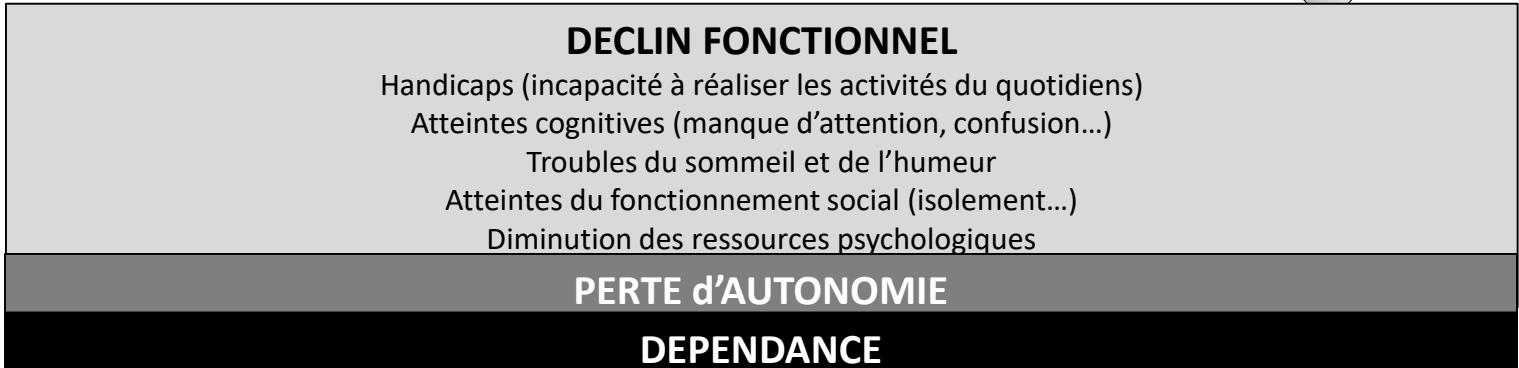 DECLIN FONCTIONNEL
Handicaps (incapacité à réaliser les activités du quotidiens)
Atteintes cognitives (manque d'attention, confusion…)
Troubles du sommeil et de l'humeur
Atteintes du fonctionnement social (isolement…)
Diminution des ressources psychologiques
PERTE d'AUTONOMIE
DEPENDANCE